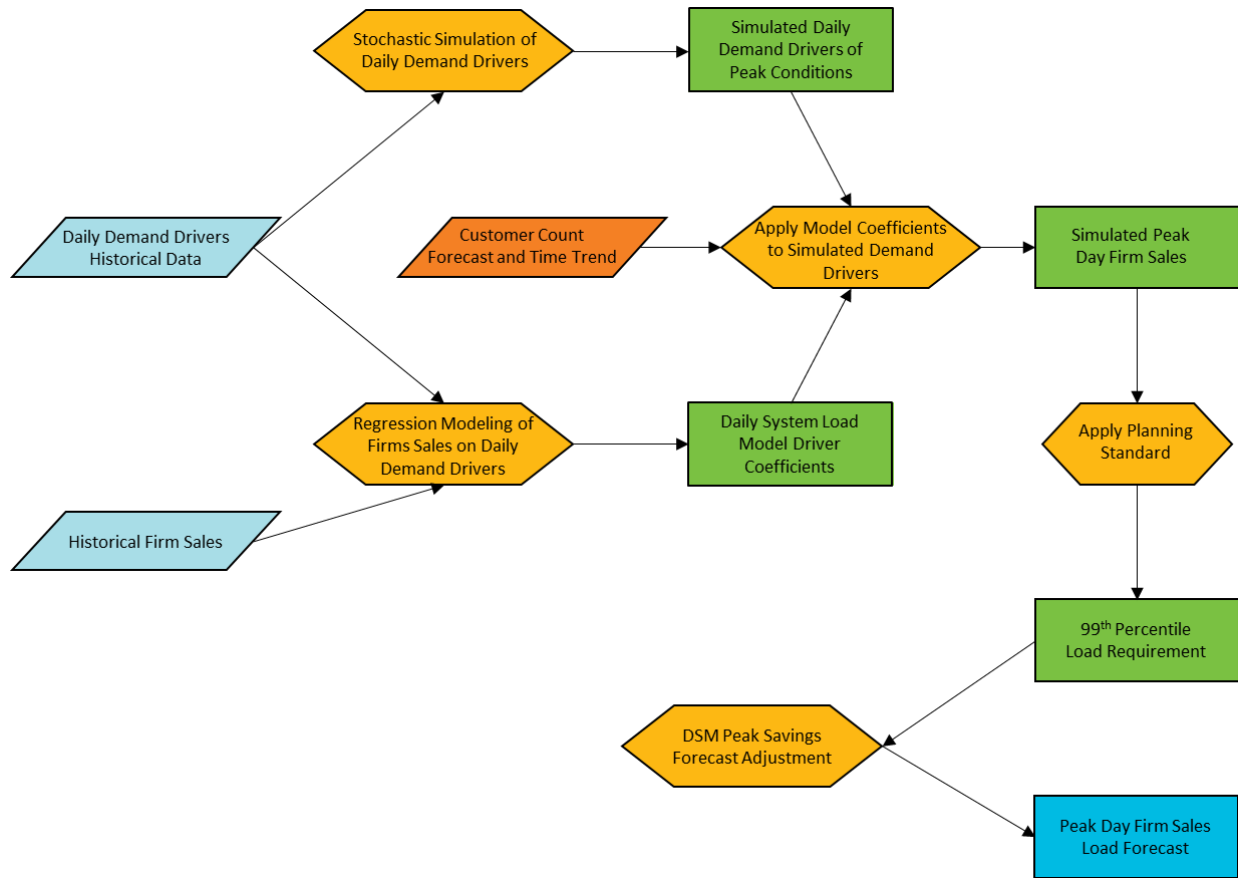 Stochastic Simulation of
Daily Demand Drivers
Simulated Daily
Demand Drivers of
Peak Conditions
Daily Demand Drivers
Historical Data
Customer Count
Forecast and Time Trend
Apply Model Coefficients
to Simulated Demand
Drivers
Simulated Peak
Day Firm Sales
Regression Modeling of
Firms Sales on Daily
Demand Drivers
Daily System Load
Model Driver
Coefficients
Apply Planning
Standard
Historical Firm Sales
99th Percentile
Load Requirement
DSM Peak Savings
Forecast Adjustment
Peak Day Firm Sales
Load Forecast